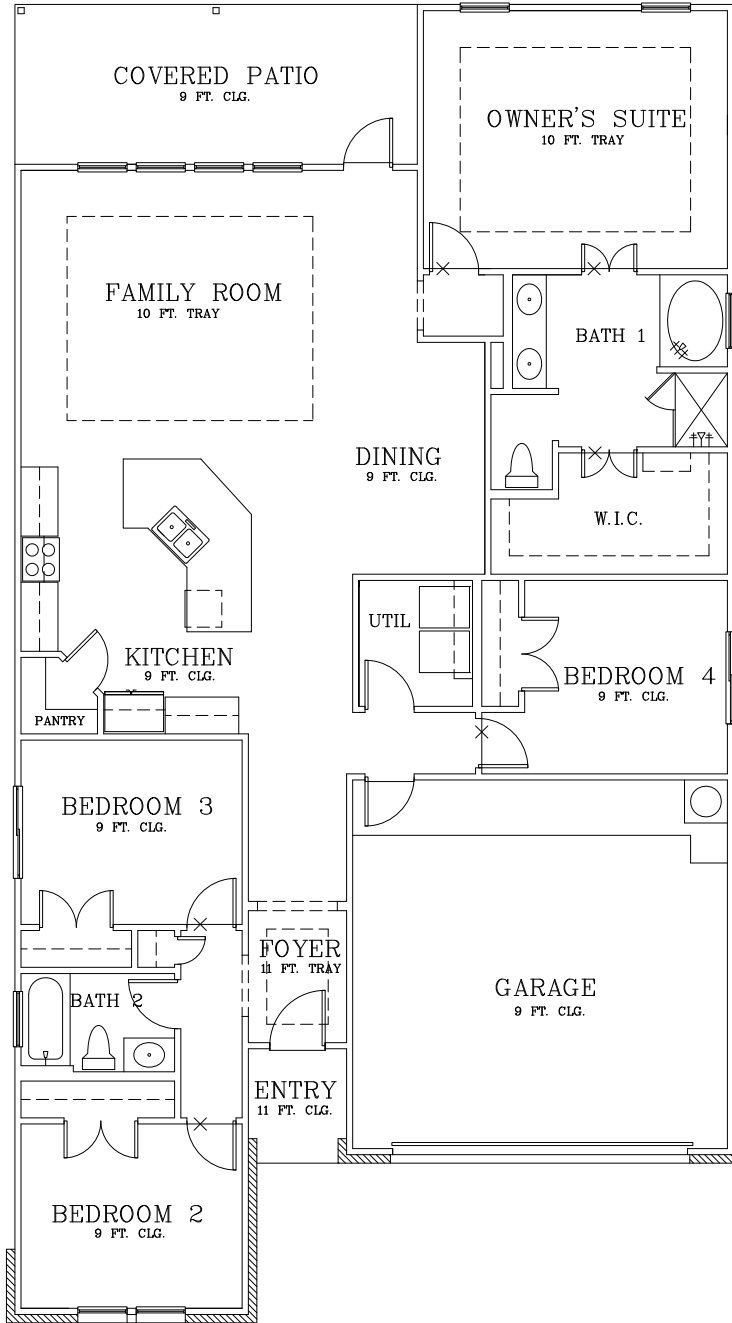 COVERED PATIO
9 FT. CLG.
OWNER'S SUITE
10 FT. TRAY
FAMILY ROOM
10 FT. TRAY
BATH 1
DINING
9 FT. CLG.
W.I.C.
UTIL
KITCHEN
9 FT. CLG.
BEDROOM 4
9 FT. CLG.
PANTRY
BEDROOM 3
9 FT. CLG.
FOYER
11 FT. TRAY
GARAGE
9 FT. CLG.
BATH 2
ENTRY
11 FT. CLG.
BEDROOM 2
9 FT. CLG.